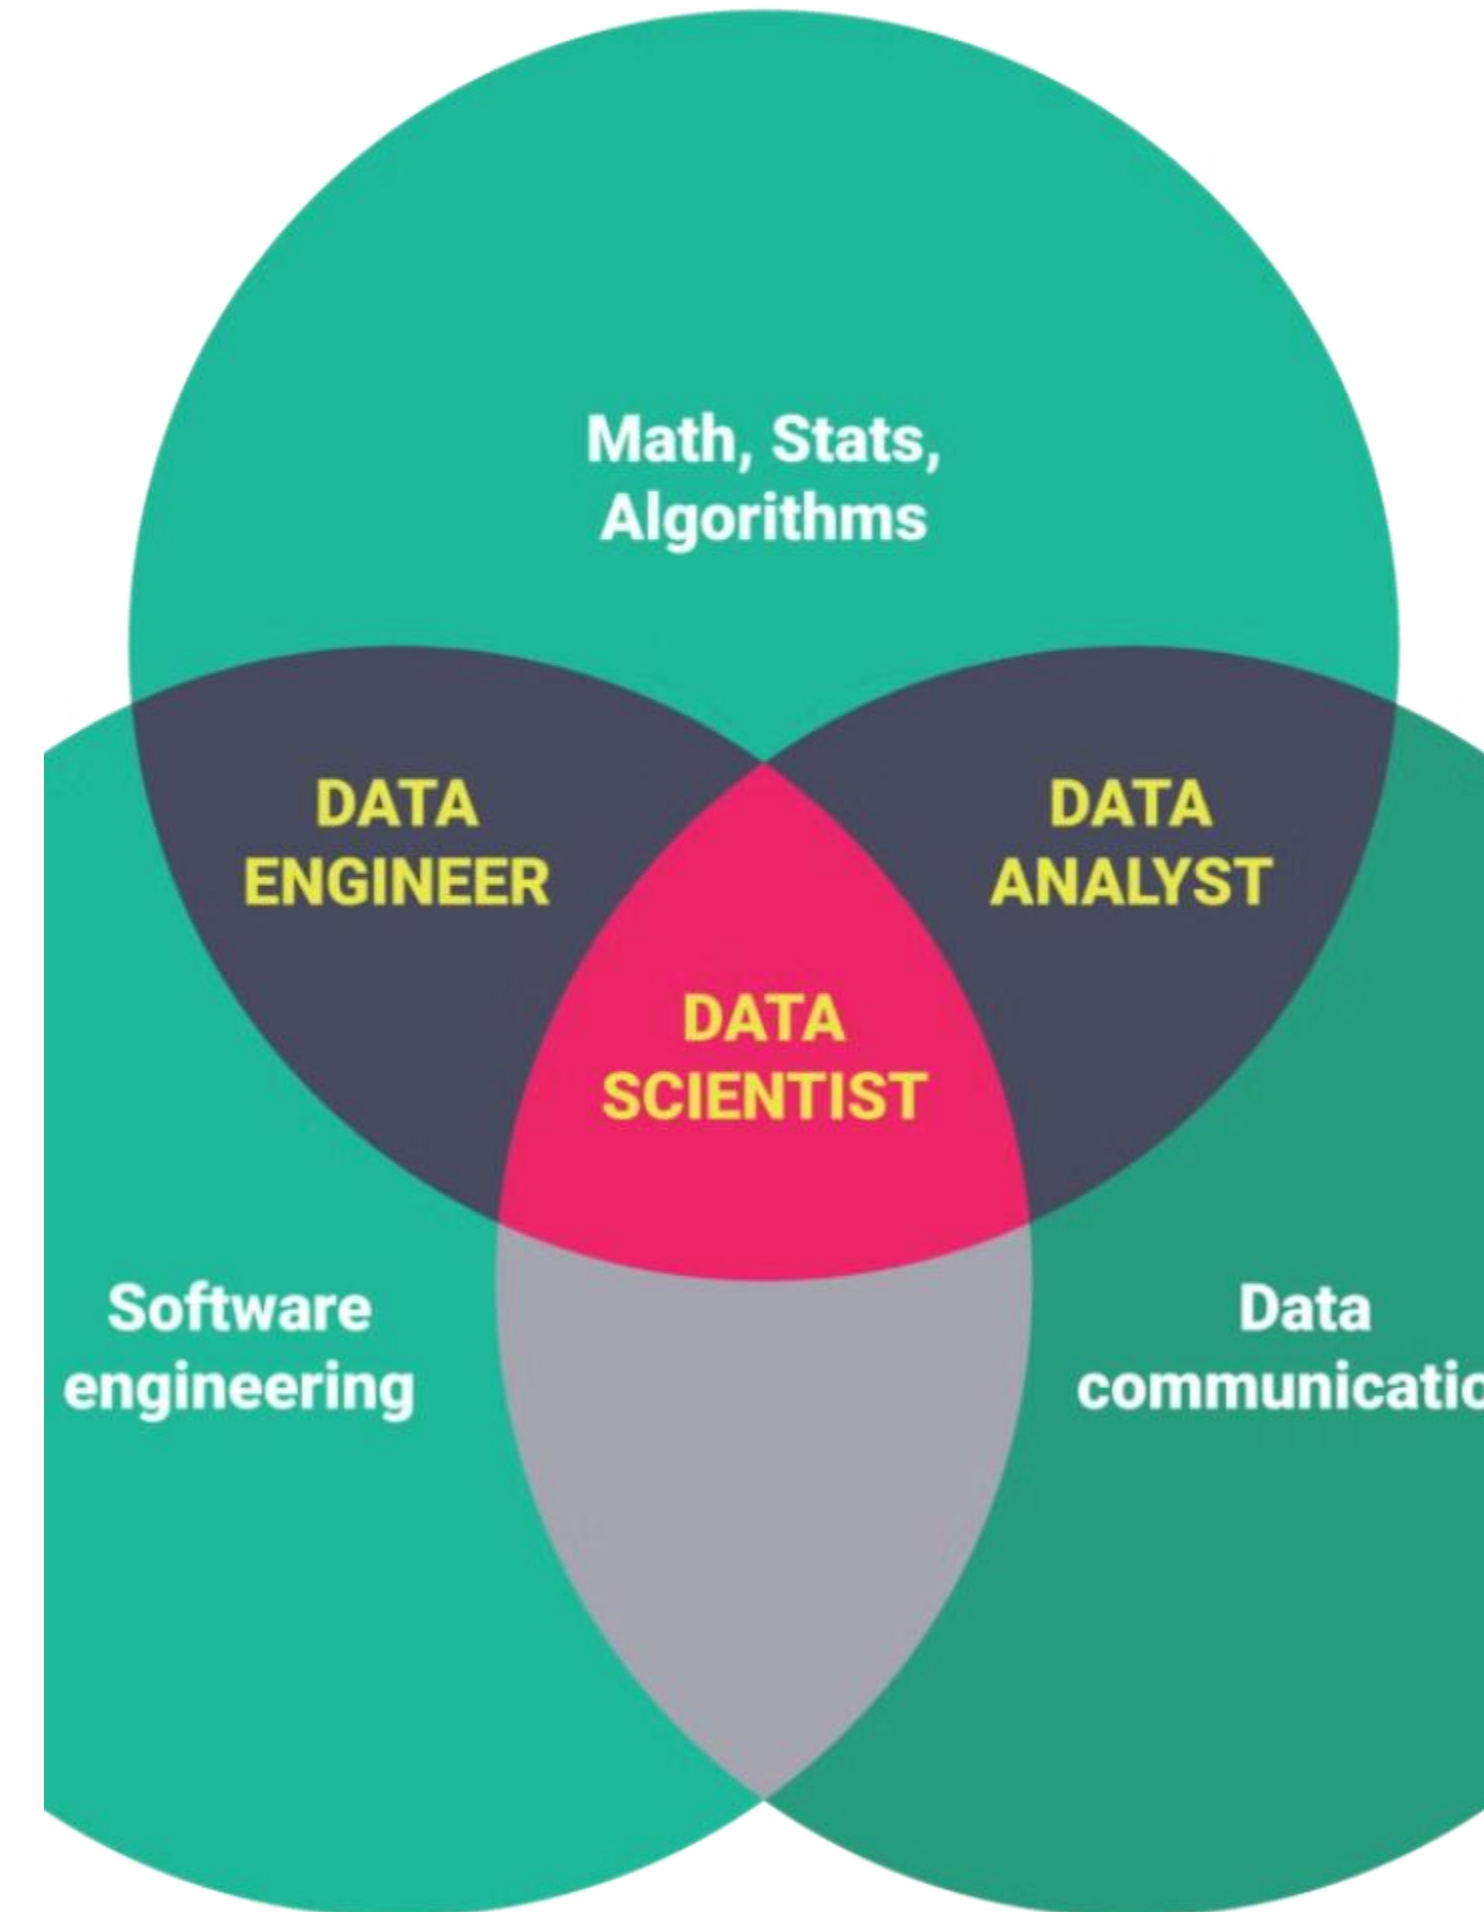 Math, Stats,
Algorithms
DATA
ENGINEER
DATA
ANALYST
DATA
SCIENTIST
Software
engineering
Data
communicatio